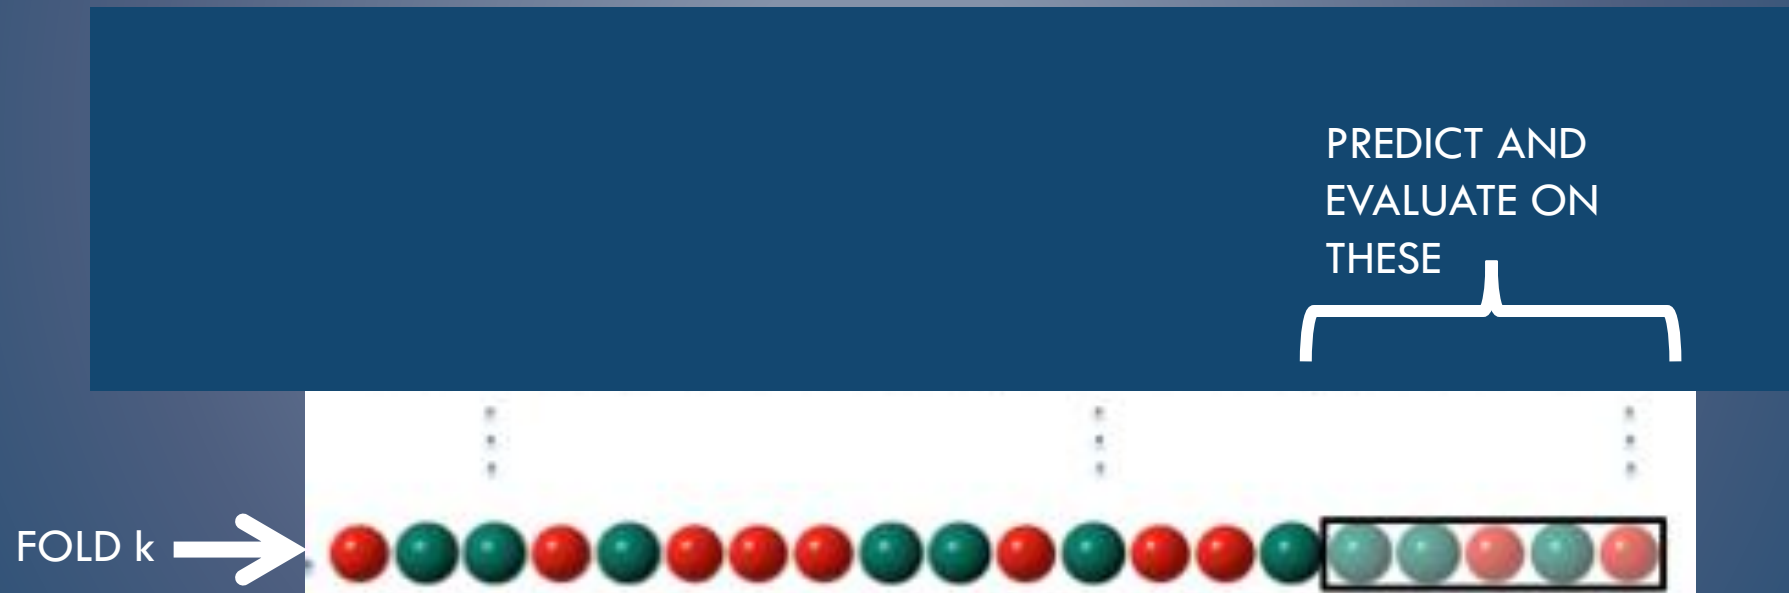 PREDICT AND
EVALUATE ON
THESE
FOLD k